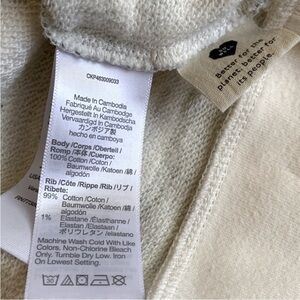 CKP480309033
Made in Cambodia
Fabriqué Au Cambodge
Hergestellt In Kambodscha
Vervaardigd In Cambodja
カンボジア製
hecho en camboya
Body/Corps/Oberteil/
Romp/本体/Cuerpo:
100% Cotton/Coton/
Baumwolle/Katoen/綿/
algodón
Rib/Côte/Rippe/Rib/リブ/
Ribete:
99% Cotton/Coton/
Baumwolle/Katoen/綿/
algodón
1% Elastane/Élasthanne/
Elastan/Elastaan/
ポリウレタン/
elastano
Machine Wash Cold With Like
Colors. Non-Chlorine Bleach
Only. Tumble Dry Low. Iron
On Lowest Setting.
30
Better for the
planet, better for
its people.